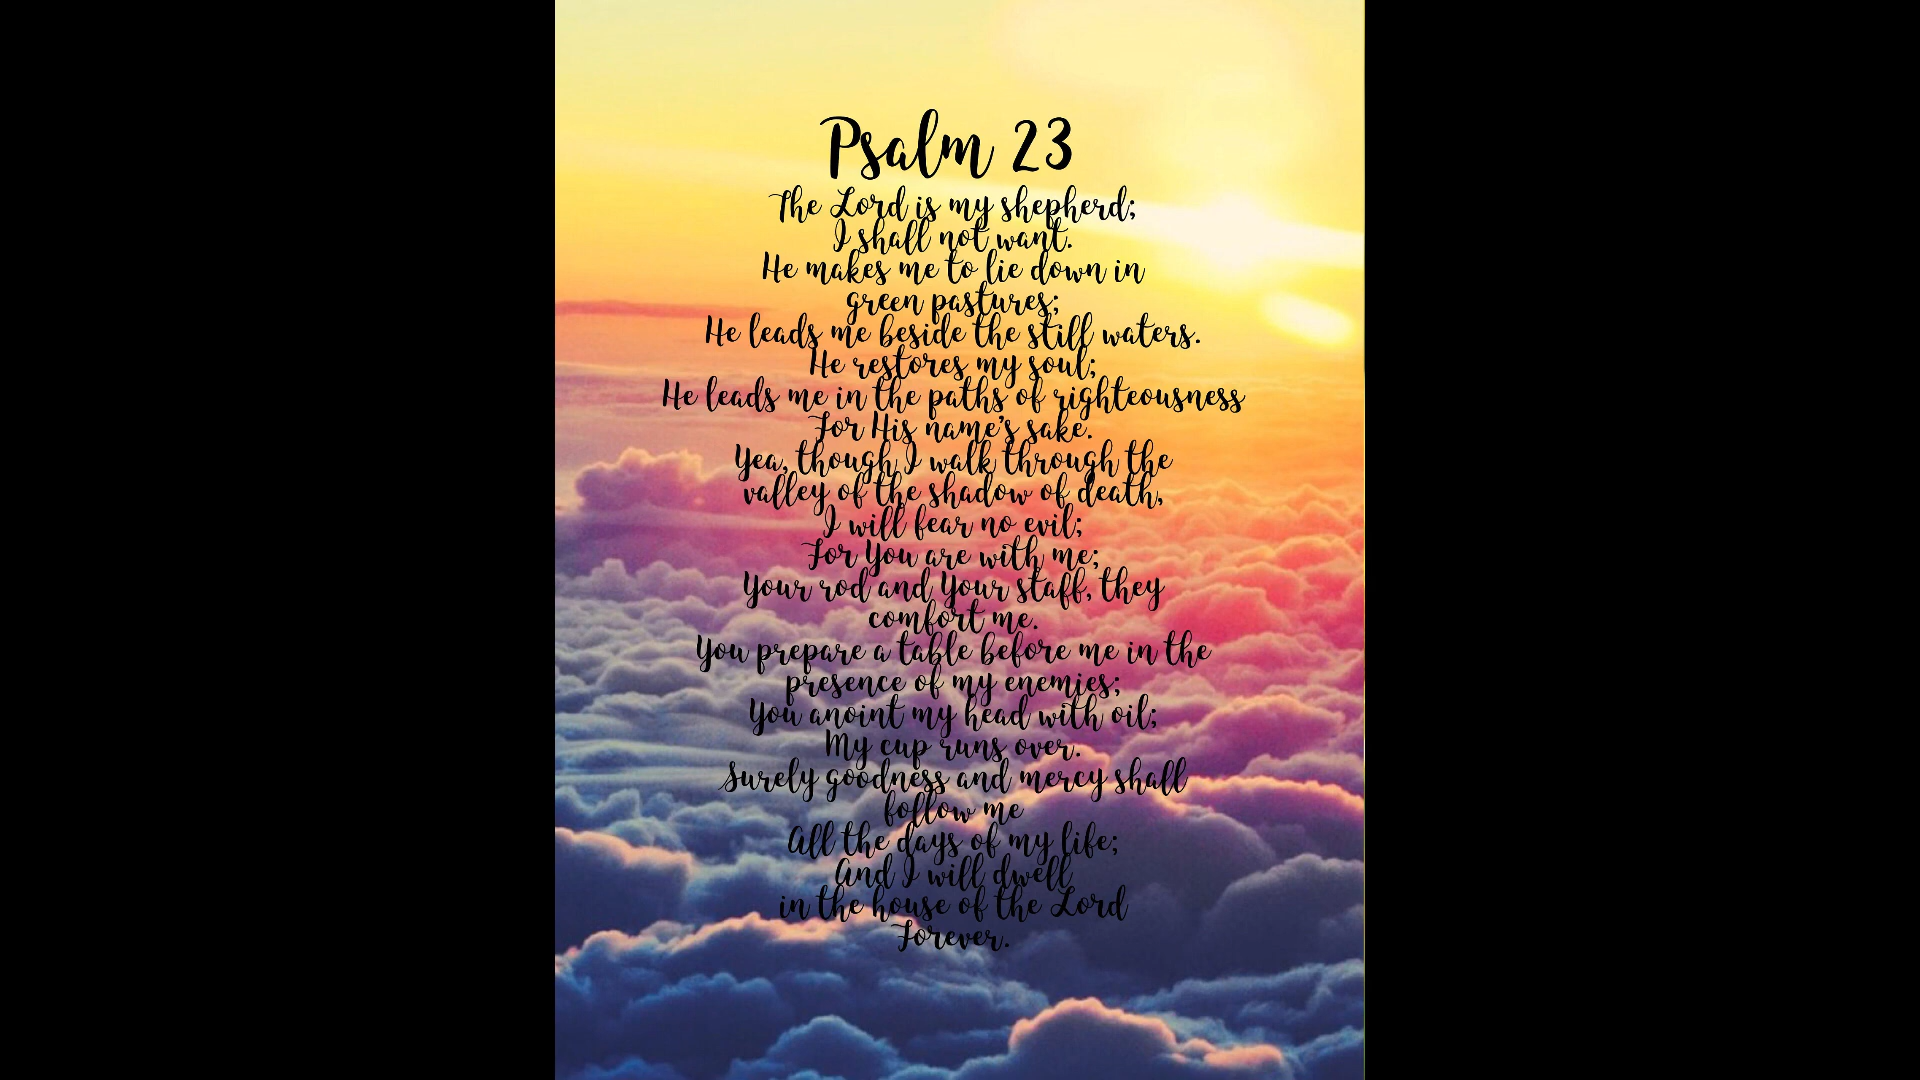 Psalm 23
The Lord is my shepherd;
I shall not want.
He makes me to lie down in
green pastures;
He leads me beside the still waters.
He restores my soul;
He leads me in the paths of righteousness
For His name's sake.
Yea, though I walk through the
valley of the shadow of death,
I will fear no evil;
For You are with me;
Your rod and Your staff, they
comfort me.
You prepare a table before me in the
presence of my enemies;
You anoint my head with oil;
My cup runs over.
Surely goodness and mercy shall
follow me
All the days of my life;
And I will dwell
in the house of the Lord
Forever.